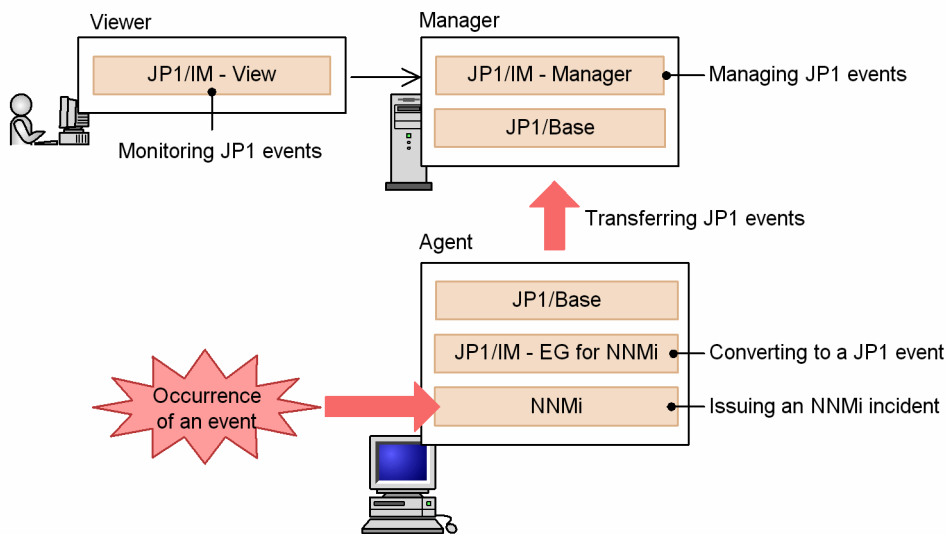 Viewer
Manager
JP1/IM - View
JP1/IM - Manager
Managing JP1 events
JP1/Base
Monitoring JP1 events
Transferring JP1 events
Agent
JP1/Base
JP1/IM - EG for NNMi
Converting to a JP1 event
Occurrence
of an event
NNMi
Issuing an NNMi incident